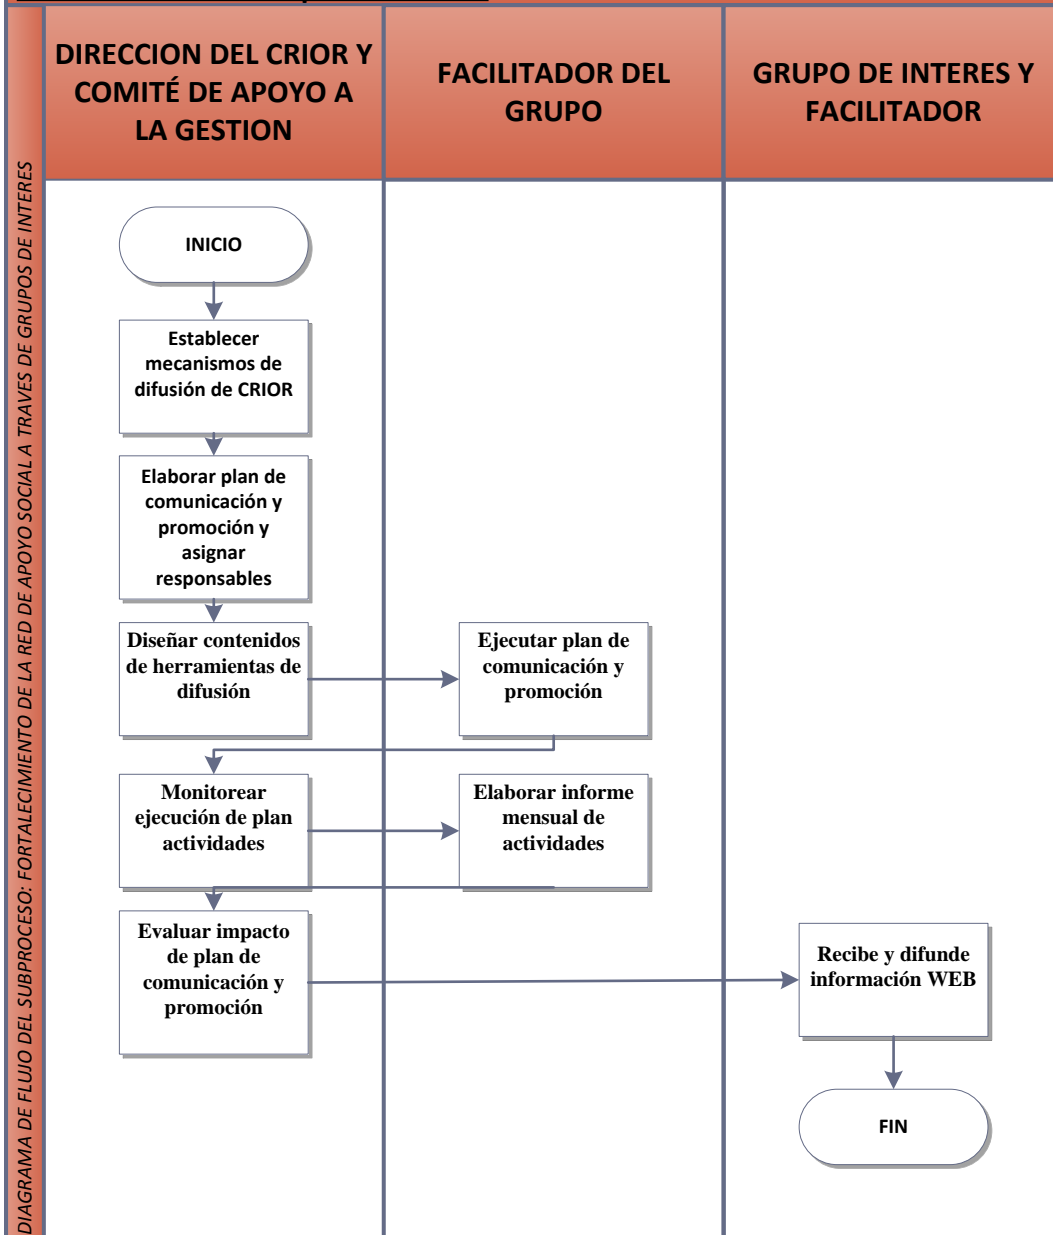 DIRECCION DEL CRIOR Y
COMITÉ DE APOYO A
LA GESTION
FACILITADOR DEL
GRUPO
GRUPO DE INTERES Y
FACILITADOR
DIAGRAMA DE FLUJO DEL SUBPROCESO: FORTALECIMIENTO DE LA RED DE APOYO SOCIAL A TRAVES DE GRUPOS DE INTERES
INICIO
Establecer
mecanismos de
difusión de CRIOR
Elaborar plan de
comunicación y
promoción y
asignar
responsables
Diseñar contenidos
de herramientas de
difusión
Ejecutar plan de
comunicación y
promoción
Monitorear
ejecución de plan
actividades
Elaborar informe
mensual de
actividades
Evaluar impacto
de plan de
comunicación y
promoción
Recibe y difunde
información WEB
FIN